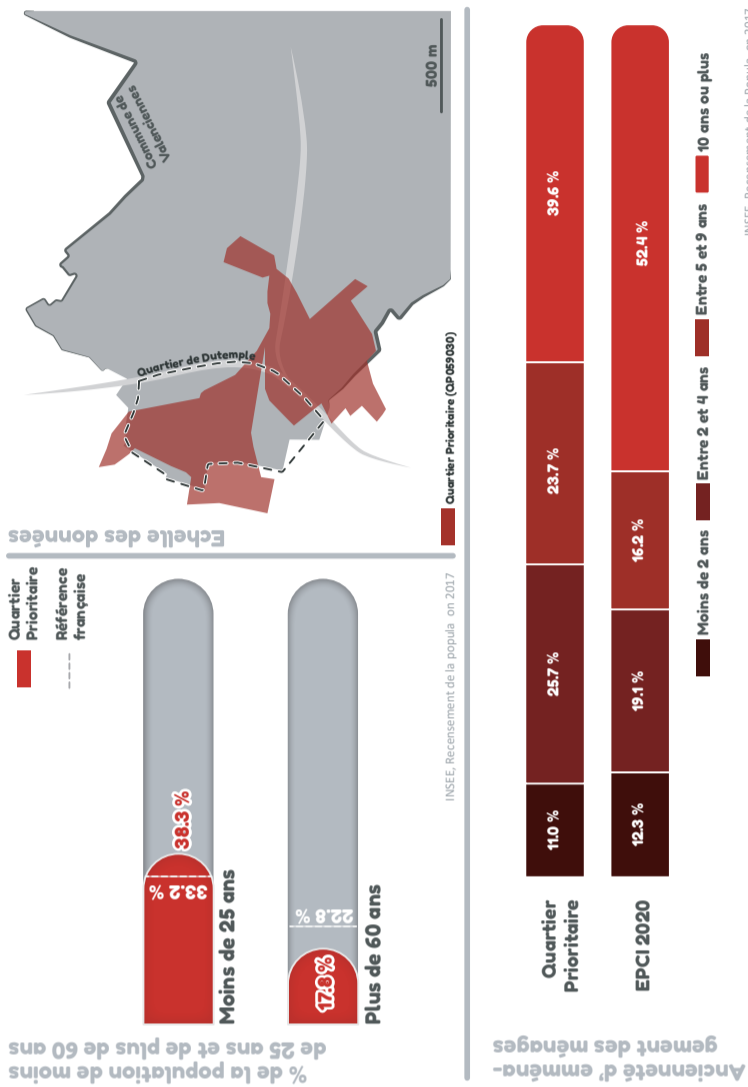 % de la population de moins
de 25 ans et de plus de 60 ans
Quartier
Prioritaire
Référence
française
33.2 %
38.3 %
Moins de 25 ans
17.8%
22.8 %
Plus de 60 ans
INSEE, Recensement de la popula on 2017
Echelle des données
Commune de
Valenciennes
Quartier de Dutemple
500 m
Quartier Prioritaire (QP059030)
Ancienneté d' emména-
gement des ménages
Quartier
Prioritaire
11.0 %
25.7 %
23.7 %
39.6 %
EPCI 2020
12.3 %
19.1 %
16.2 %
52.4 %
Moins de 2 ans
Entre 2 et 4 ans
Entre 5 et 9 ans
10 ans ou plus